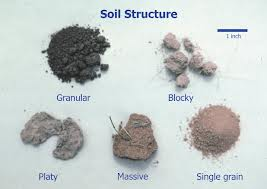 Soil Structure
1 inch
Granular
Blocky
Platy
Massive
Single grain